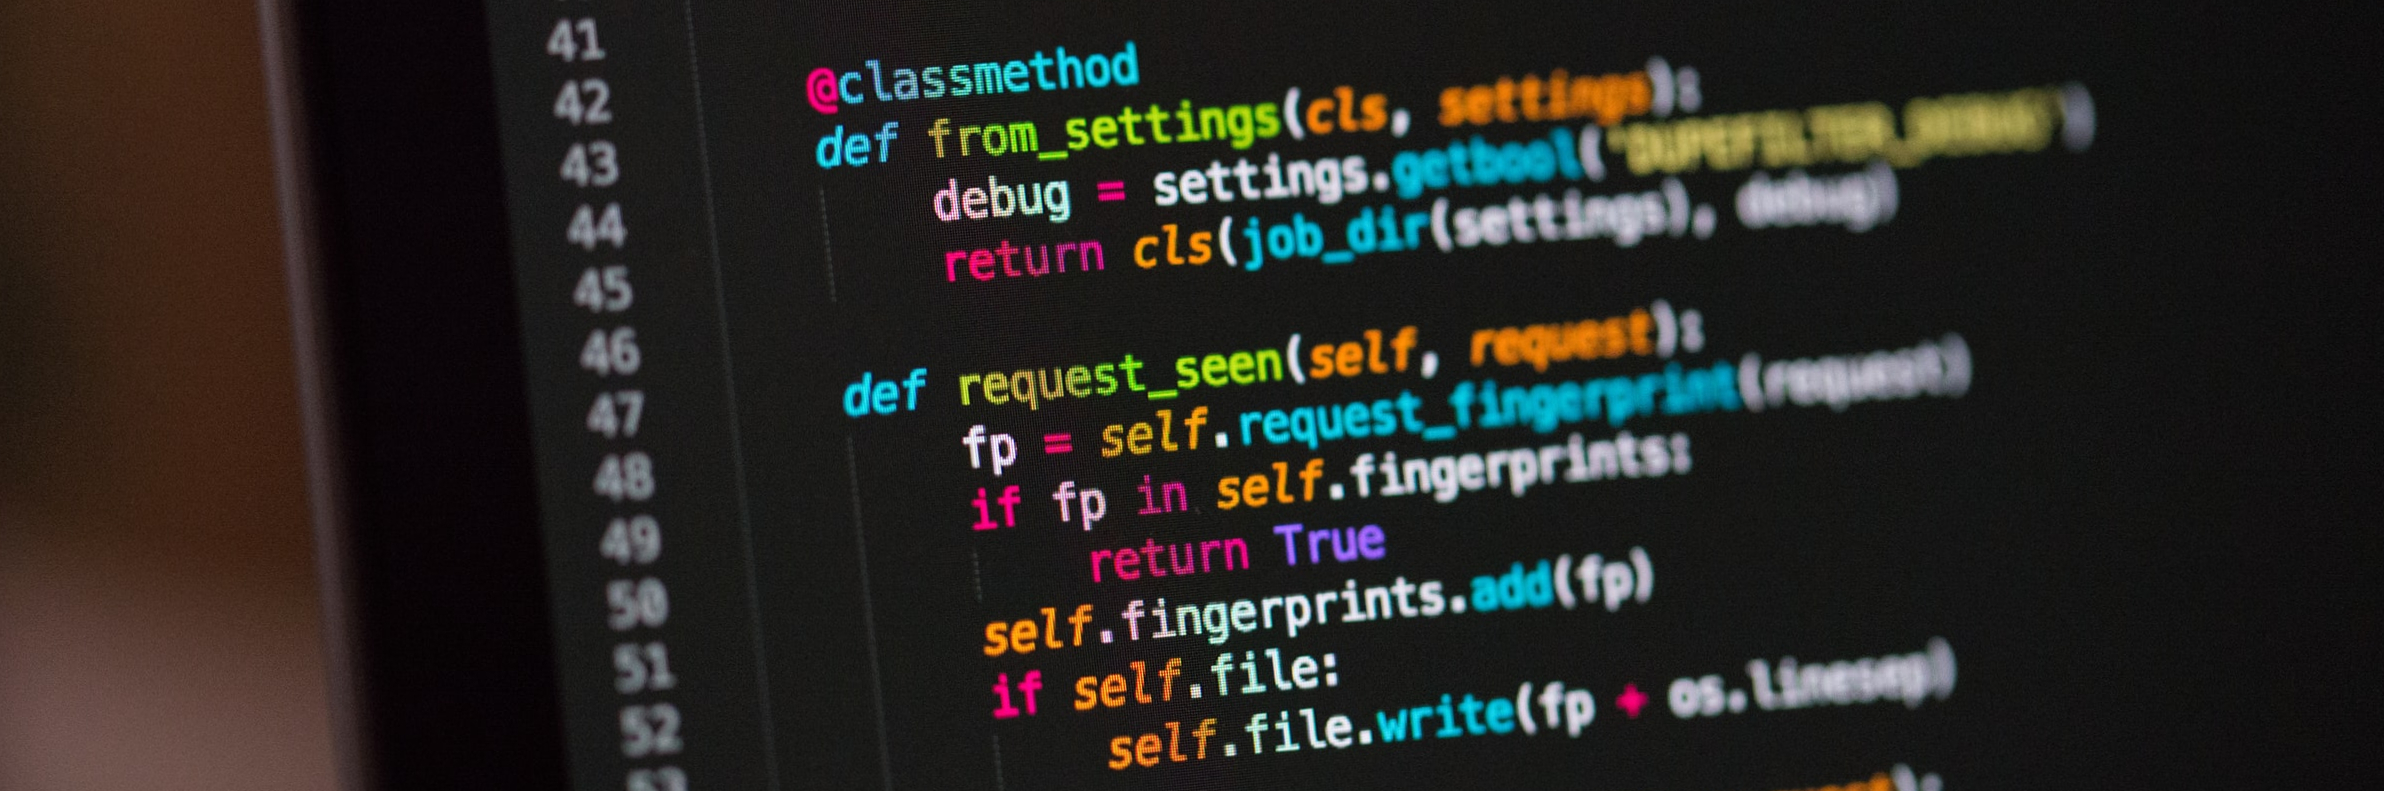 41
42 @classmethod
43 def from_settings(cls, settings):
44 debug = settings.getbool('DUPEFILTER_DEBUG')
45 return cls(job_dir(settings), debug)
46
47 def request_seen(self, request):
48 fp = self.request_fingerprint(request)
49 if fp in self.fingerprints:
50 return True
51 self.fingerprints.add(fp)
52 if self.file:
53 self.file.write(fp + os.linesep)